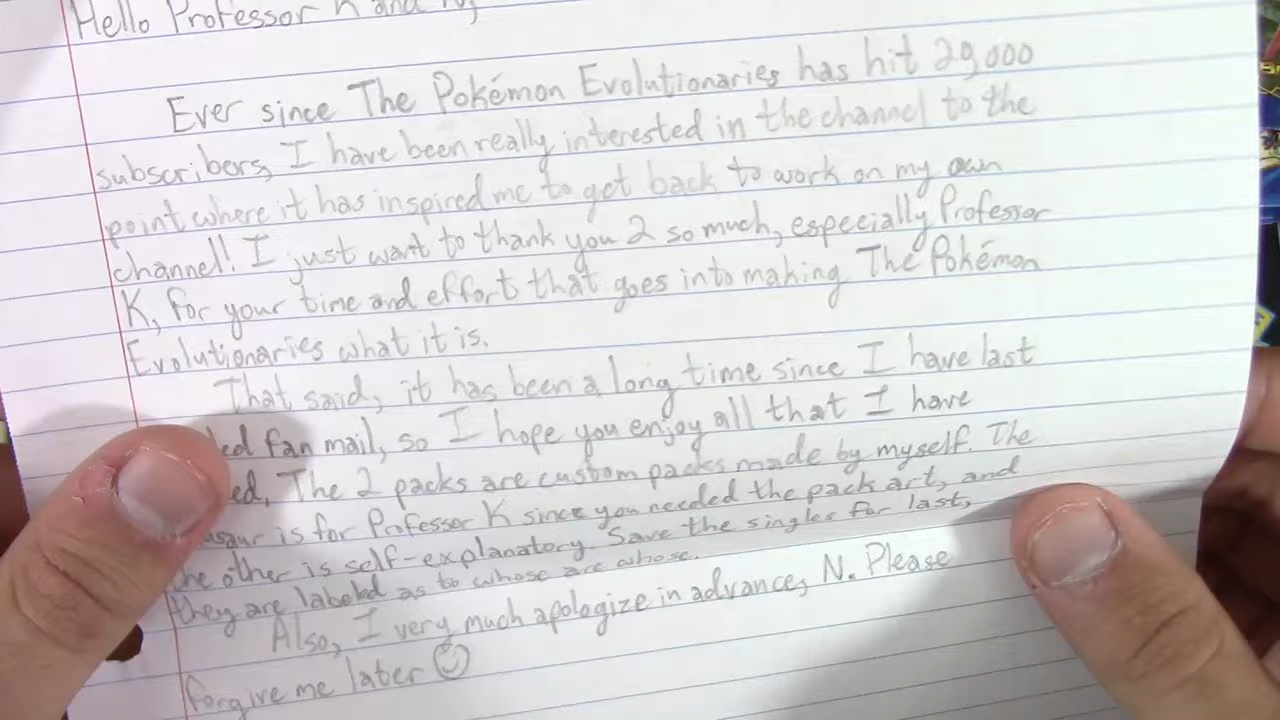 Hello Professor K and N,
Ever since The Pokémon Evolutionaries has hit 29,000
subscribers, I have been really interested in the channel to the
point where it has inspired me to get back to work on my own
channel! I just want to thank you 2 so much, especially Professor
K, for your time and effort that goes into making The Pokémon
Evolutionaries what it is.
That said, it has been a long time since I have last
ed fan mail, so I hope you enjoy all that I have
ed. The 2 packs are custom packs made by myself. The
usaur is for Professor K since you needed the pack art, and
the other is self-explanatory. Save the singles for last,
they are labeled as to whose are whose.
Also, I very much apologize in advance, N. Please
forgive me later ☺